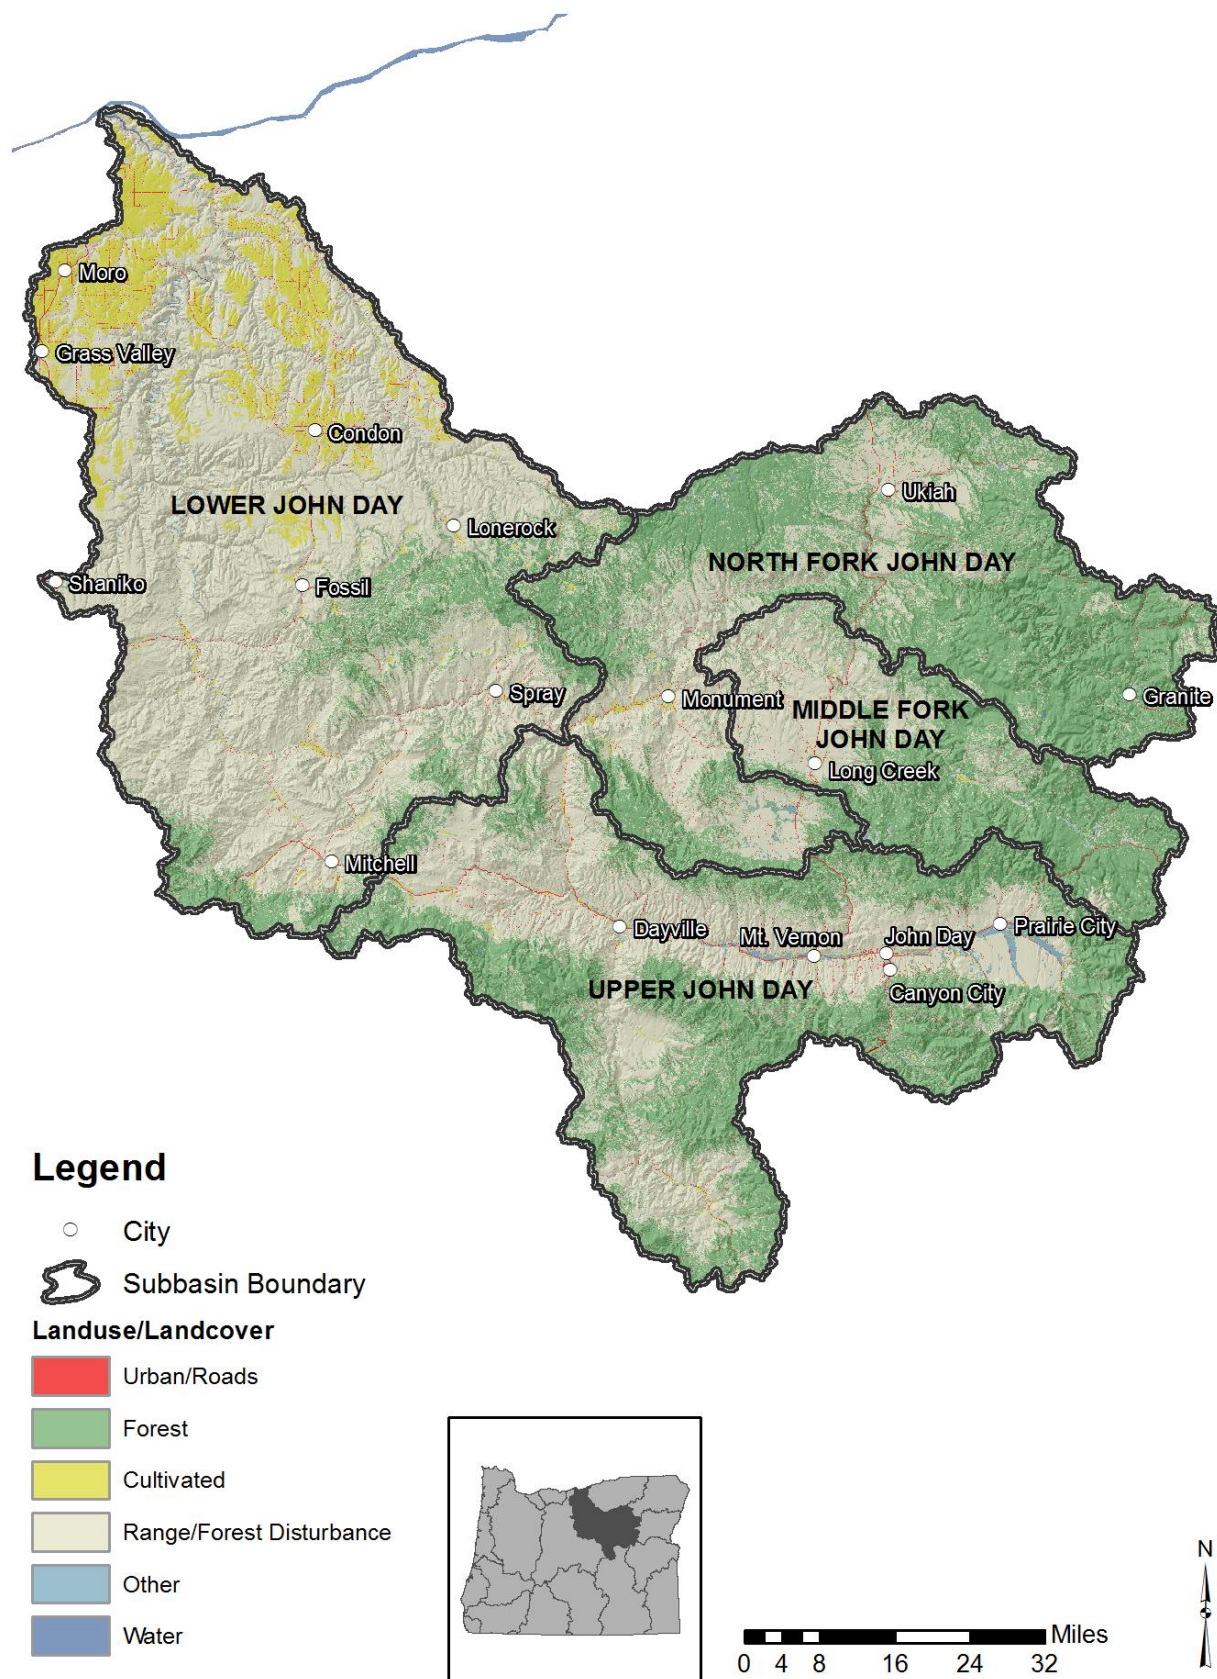 Moro
Grass Valley
Condon
LOWER JOHN DAY
Lonerock
Ukiah
NORTH FORK JOHN DAY
Shaniko
Fossil
Spray
Monument
Granite
MIDDLE FORK
JOHN DAY
Long Creek
Mitchell
Dayville
Mt. Vernon
John Day
Prairie City
UPPER JOHN DAY
Canyon City
Legend
City
Subbasin Boundary
Landuse/Landcover
Urban/Roads
Forest
Cultivated
Range/Forest Disturbance
Other
Water
N
Miles
0 4 8 16 24 32